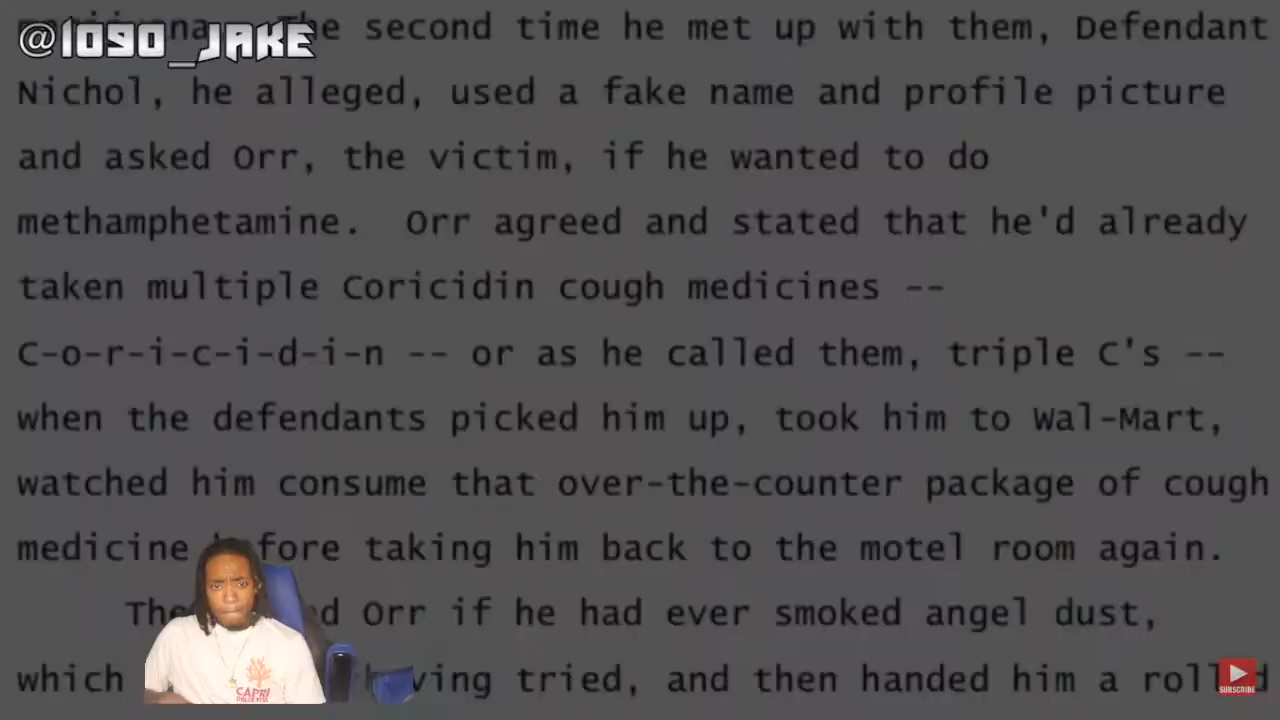 @1090_JAKE
The second time he met up with them, Defendant
Nichol, he alleged, used a fake name and profile picture
and asked Orr, the victim, if he wanted to do
methamphetamine. Orr agreed and stated that he'd already
taken multiple Coricidin cough medicines --
C-o-r-i-c-i-d-i-n -- or as he called them, triple C's --
when the defendants picked him up, took him to Wal-Mart,
watched him consume that over-the-counter package of cough
medicine before taking him back to the motel room again.
Orr if he had ever smoked angel dust,
which tried, and then handed him a
CAPRI
SUBSCRIBE